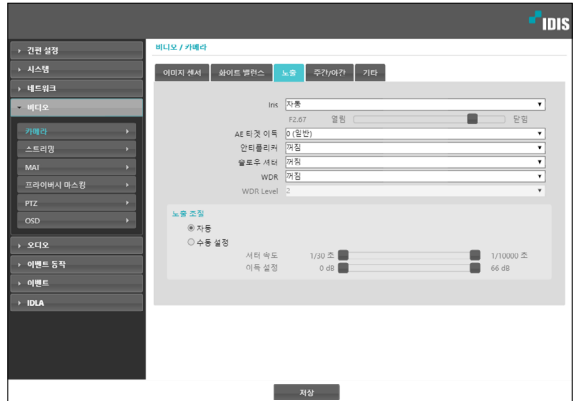 IDIS
간편 설정
시스템
네트워크
비디오
카메라
스트리밍
MAI
프라이버시 마스킹
PTZ
OSD
오디오
이벤트 동작
이벤트
IDLA
비디오 / 카메라
이미지 센서 화이트 밸런스 노출 주간/야간 기타
Iris 자동
F2.67 열림 닫힘
AE 타겟 이득 0 (일반)
안티플리커 꺼짐
슬로우 셔터 꺼짐
WDR 꺼짐
WDR Level 2
노출 조절
자동
수동 설정
셔터 속도 1/30 초 1/10000 초
이득 설정 0 dB 66 dB
저장